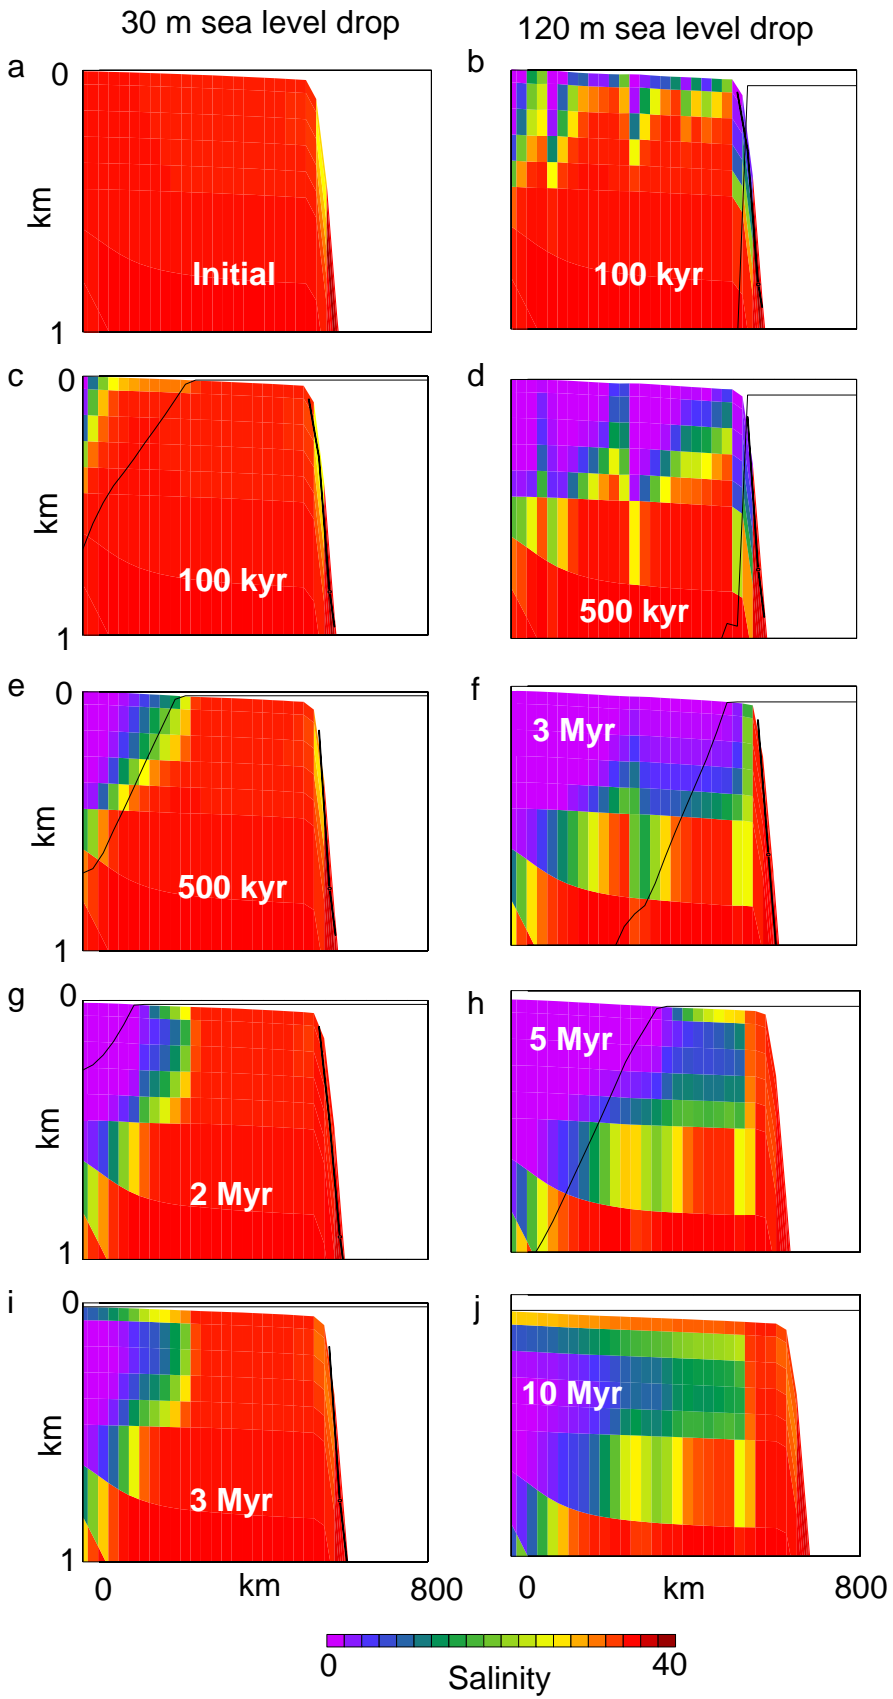 30 m sea level drop
120 m sea level drop
a
0
km
1
Initial
b
100 kyr
c
0
km
1
100 kyr
d
500 kyr
e
0
km
1
500 kyr
f
3 Myr
g
0
km
1
2 Myr
h
5 Myr
i
0
km
1
3 Myr
0
km
800
j
10 Myr
0
km
800
0
Salinity
40